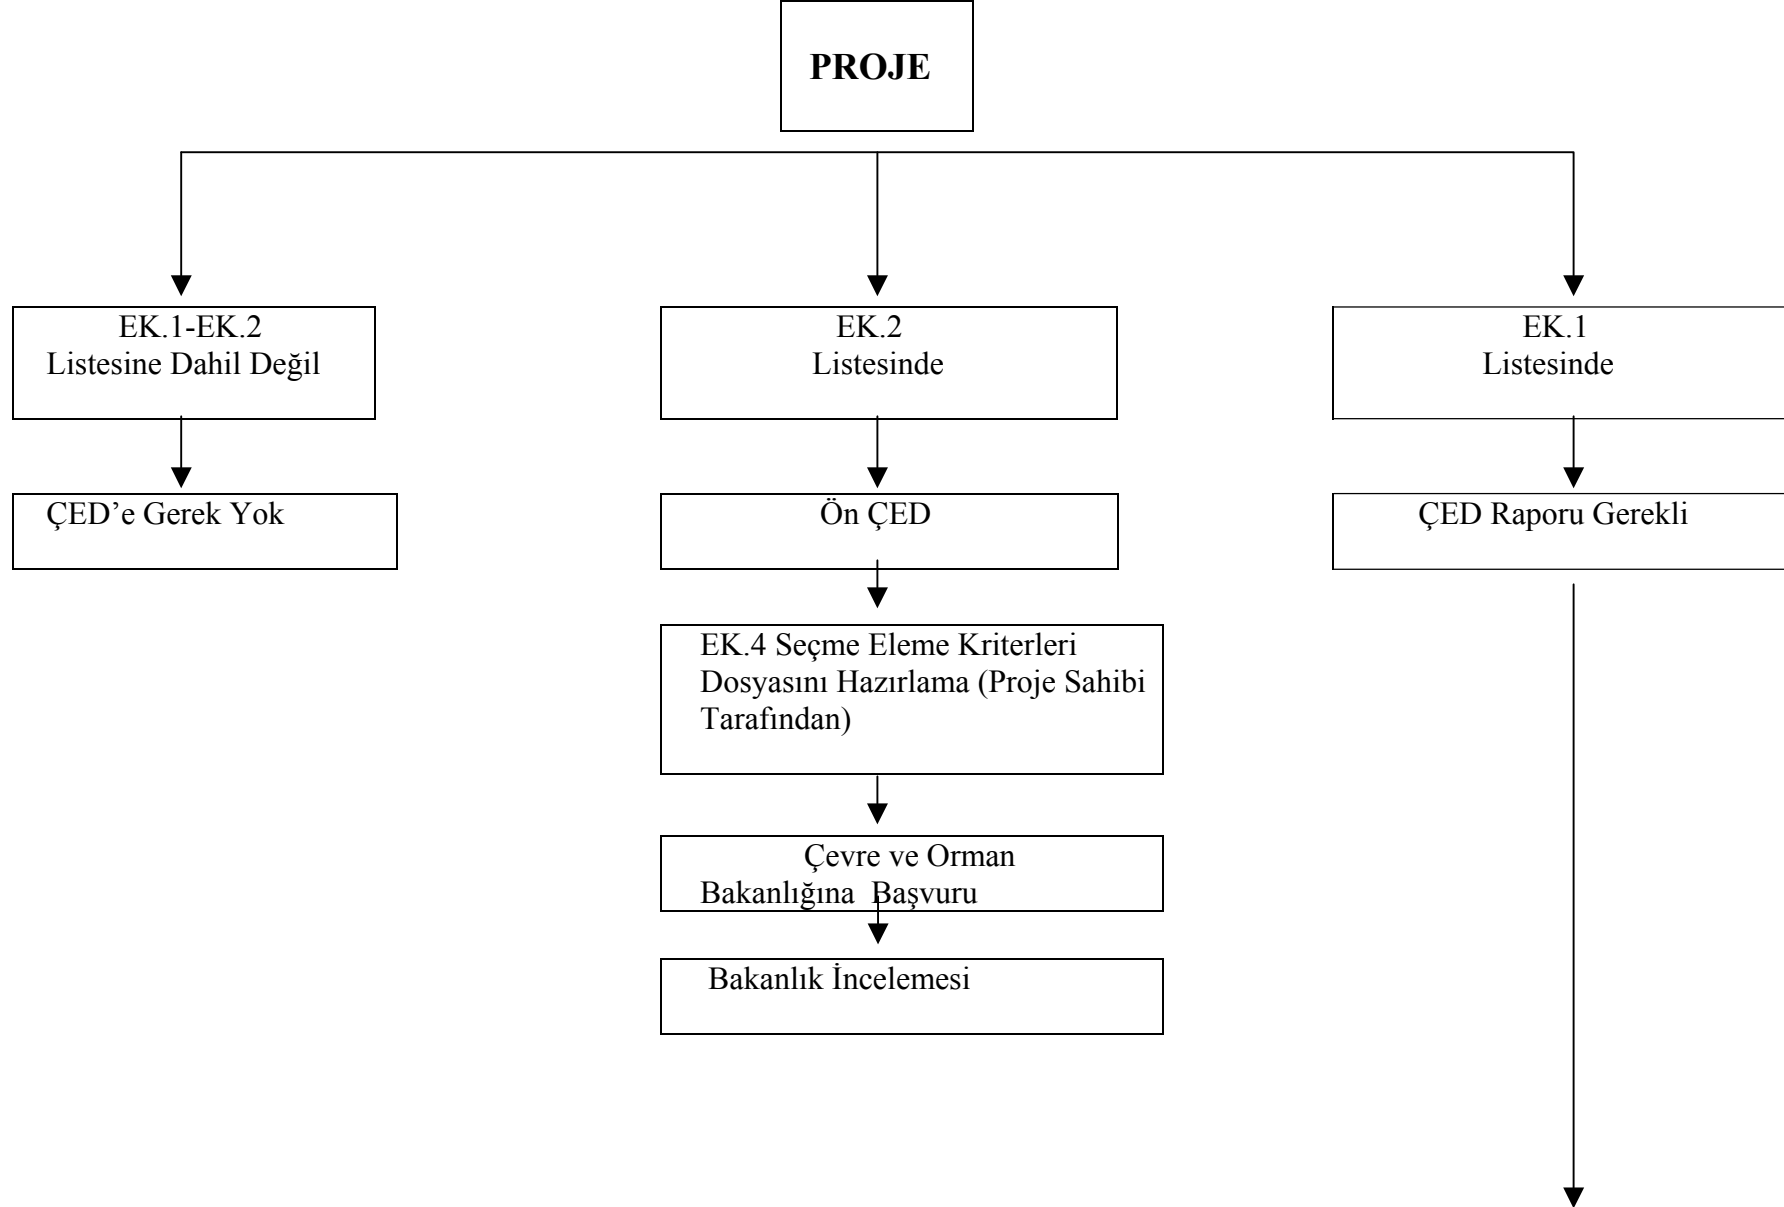 PROJE
EK.1-EK.2
Listesine Dahil Değil
EK.2
Listesinde
EK.1
Listesinde
ÇED’e Gerek Yok
Ön ÇED
ÇED Raporu Gerekli
EK.4 Seçme Eleme Kriterleri
Dosyasını Hazırlama (Proje Sahibi
Tarafından)
Çevre ve Orman
Bakanlığına Başvuru
Bakanlık İncelemesi